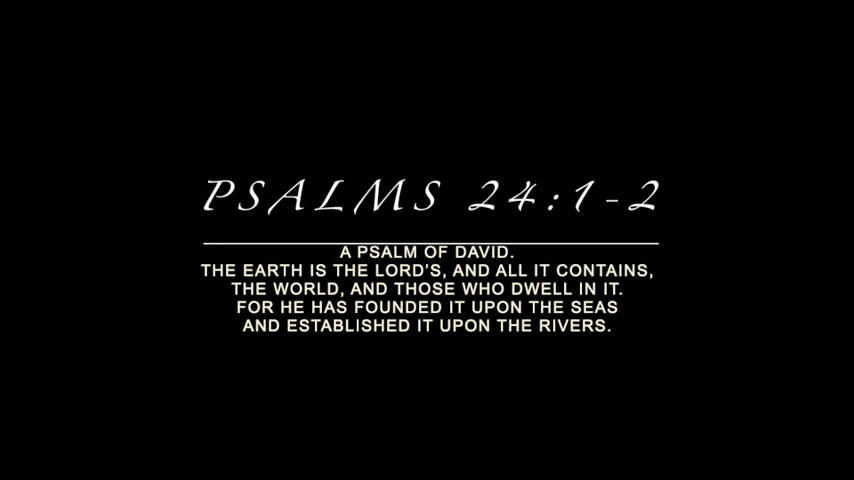 PSALMS 24:1-2
A PSALM OF DAVID.
THE EARTH IS THE LORD'S, AND ALL IT CONTAINS,
THE WORLD, AND THOSE WHO DWELL IN IT.
FOR HE HAS FOUNDED IT UPON THE SEAS
AND ESTABLISHED IT UPON THE RIVERS.